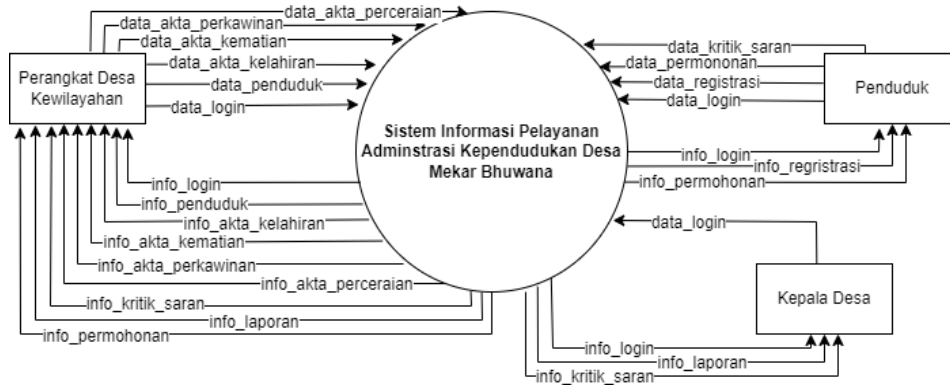 data_akta_perceraian
data_akta_perkawinan
data_akta_kematian
data_akta_kelahiran
data_penduduk
data_login
Perangkat Desa
Kewilayahan
Sistem Informasi Pelayanan
Adminstrasi Kependudukan Desa
Mekar Bhuwana
data_kritik_saran
data_permononan
data_registrasi
data_login
Penduduk
info_login
info_regristrasi
info_permohonan
info_login
info_penduduk
info_akta_kelahiran
info_akta_kematian
info_akta_perkawinan
info_akta_perceraian
info_kritik_saran
info_laporan
info_permohonan
data_login
Kepala Desa
info_login
info_laporan
info_kritik_saran